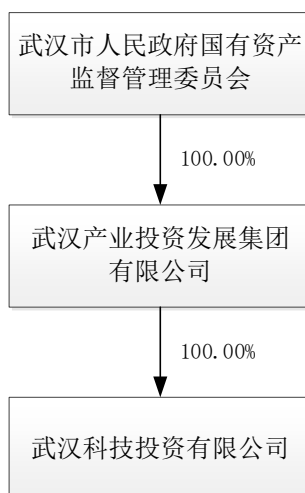 武汉市人民政府国有资产
监督管理委员会
100.00%
武汉产业投资发展集团
有限公司
100.00%
武汉科技投资有限公司